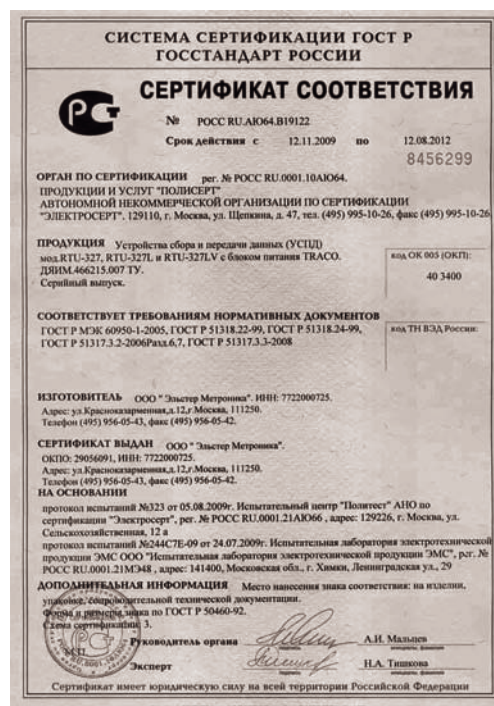 СИСТЕМА СЕРТИФИКАЦИИ ГОСТ Р
ГОССТАНДАРТ РОССИИ
СЕРТИФИКАТ СООТВЕТСТВИЯ
№ РОСС RU.АЮ64.В19122
Срок действия с 12.11.2009 по 12.08.2012
8456299
ОРГАН ПО СЕРТИФИКАЦИИ рег. № РОСС RU.0001.10АЮ64.
ПРОДУКЦИИ И УСЛУГ "ПОЛИСЕРТ"
АВТОНОМНОЙ НЕКОММЕРЧЕСКОЙ ОРГАНИЗАЦИИ ПО СЕРТИФИКАЦИИ
"ЭЛЕКТРОСЕРТ". 129110, г. Москва, ул. Щепкина, д. 47, тел. (495) 995-10-26, факс (495) 995-10-26
ПРОДУКЦИЯ Устройства сбора и передачи данных (УСПД)
мод.RTU-327, RTU-327L и RTU-327LV с блоком питания TRACO.
ДЯИМ.466215.007 ТУ.
Серийный выпуск.
код ОК 005 (ОКП):
40 3400
СООТВЕТСТВУЕТ ТРЕБОВАНИЯМ НОРМАТИВНЫХ ДОКУМЕНТОВ
ГОСТ Р МЭК 60950-1-2005, ГОСТ Р 51318.22-99, ГОСТ Р 51318.24-99,
ГОСТ Р 51317.3.2-2006Разд.6,7, ГОСТ Р 51317.3.3-2008
код ТН ВЭД России:
ИЗГОТОВИТЕЛЬ ООО " Эльстер Метроника". ИНН: 7722000725.
Адрес: ул.Красноказарменная,д.12,г.Москва, 111250.
Телефон (495) 956-05-43, факс (495) 956-05-42.
СЕРТИФИКАТ ВЫДАН ООО " Эльстер Метроника".
ОКПО: 29056091, ИНН: 7722000725.
Адрес: ул.Красноказарменная,д.12,г.Москва, 111250.
Телефон (495) 956-05-43, факс (495) 956-05-42.
НА ОСНОВАНИИ
протокол испытаний №323 от 05.08.2009г. Испытательный центр "Политест" АНО по
сертификации "Электросерт", рег. № РОСС RU.0001.21АЮ66 , адрес: 129226, г. Москва, ул.
Сельскохозяйственная, 12 а
протокол испытаний №244С7Е-09 от 24.07.2009г. Испытательная лаборатория электротехнической
продукции ЭМС ООО "Испытательная лаборатория электротехнической продукции ЭМС", рег. №
РОСС RU.0001.21МЭ48 , адрес: 141400, Московская обл., г. Химки, Ленинградская ул., 29
ДОПОЛНИТЕЛЬНАЯ ИНФОРМАЦИЯ Место нанесения знака соответствия: на изделии,
упаковке, сопроводительной технической документации.
Форма и размеры знака по ГОСТ Р 50460-92.
Схема сертификации 3.
Руководитель органа А.И. Мальцев
М.П. подпись инициалы, фамилия
Эксперт Н.А. Тишкова
подпись инициалы, фамилия
Сертификат имеет юридическую силу на всей территории Российской Федерации